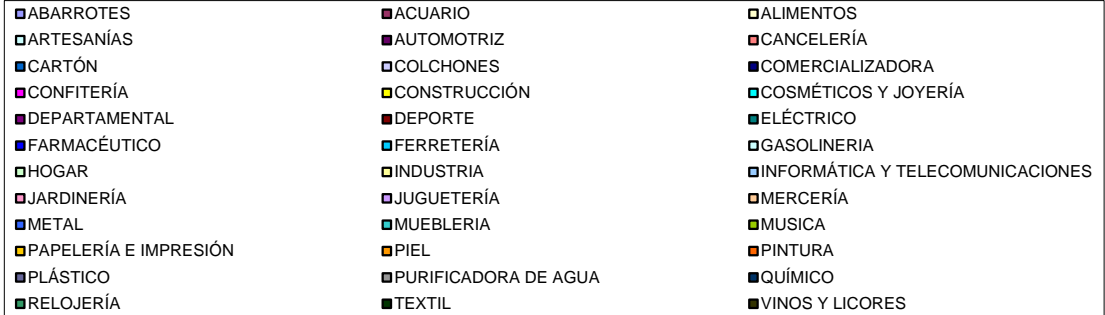 ABARROTES ACUARIO ALIMENTOS
ARTESANÍAS AUTOMOTRIZ CANCELERÍA
CARTÓN COLCHONES COMERCIALIZADORA
CONFITERÍA CONSTRUCCIÓN COSMÉTICOS Y JOYERÍA
DEPARTAMENTAL DEPORTE ELÉCTRICO
FARMACÉUTICO FERRETERÍA GASOLINERIA
HOGAR INDUSTRIA INFORMÁTICA Y TELECOMUNICACIONES
JARDINERÍA JUGUETERÍA MERCERÍA
METAL MUEBLERIA MUSICA
PAPELERÍA E IMPRESIÓN PIEL PINTURA
PLÁSTICO PURIFICADORA DE AGUA QUÍMICO
RELOJERÍA TEXTIL VINOS Y LICORES